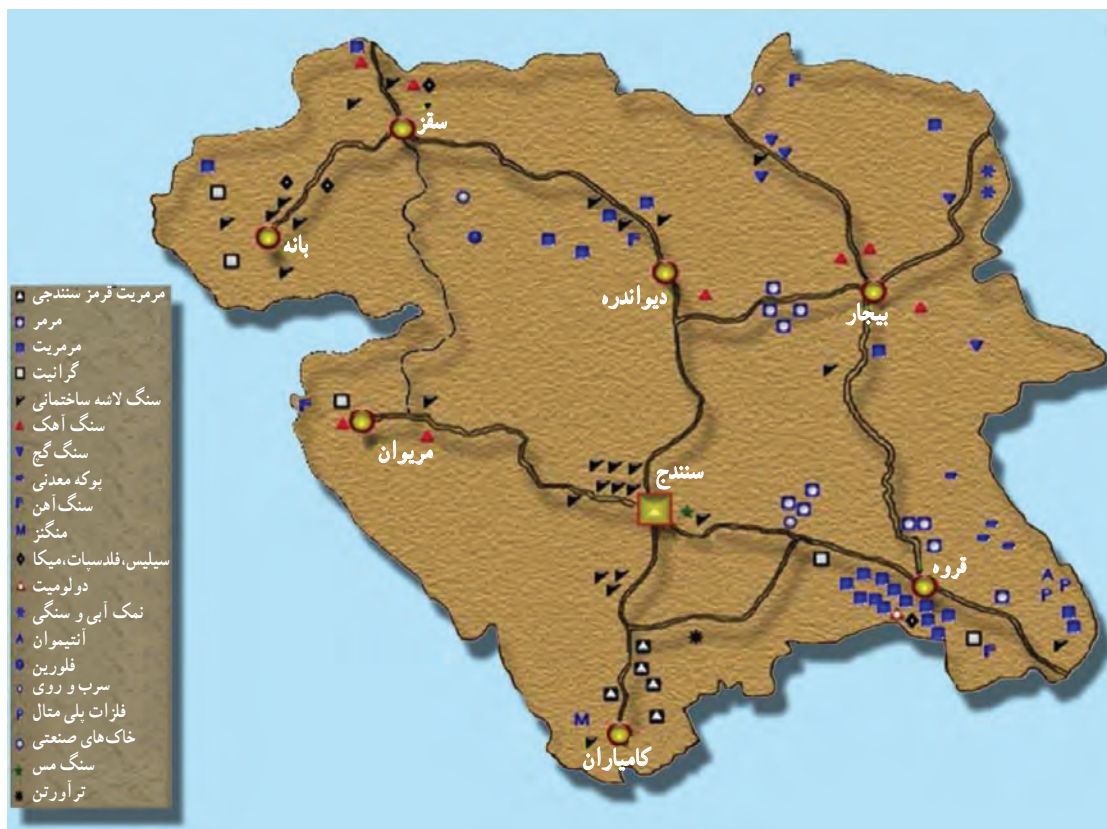 سقز
بانه
دیواندره
بیجار
مریوان
سنندج
قروه
کامیاران
مرمریت قرمز سنندجی
مرمر
مرمریت
گرانیت
سنگ لاشه ساختمانی
سنگ آهک
سنگ گچ
پوکه معدنی
سنگ آهن
منگنز
سیلیس،فلدسپات،میکا
دولومیت
نمک آبی و سنگی
آنتیموان
فلورین
سرب و روی
فلزات پلی متال
خاک‌های صنعتی
سنگ مس
ترآورتن